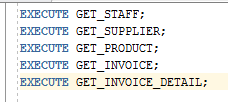 EXECUTE GET_STAFF;
EXECUTE GET_SUPPLIER;
EXECUTE GET_PRODUCT;
EXECUTE GET_INVOICE;
EXECUTE GET_INVOICE_DETAIL;